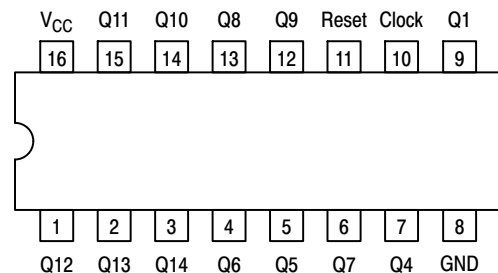 V_CC Q11 Q10 Q8 Q9 Reset Clock Q1
16 15 14 13 12 11 10 9
1 2 3 4 5 6 7 8
Q12 Q13 Q14 Q6 Q5 Q7 Q4 GND